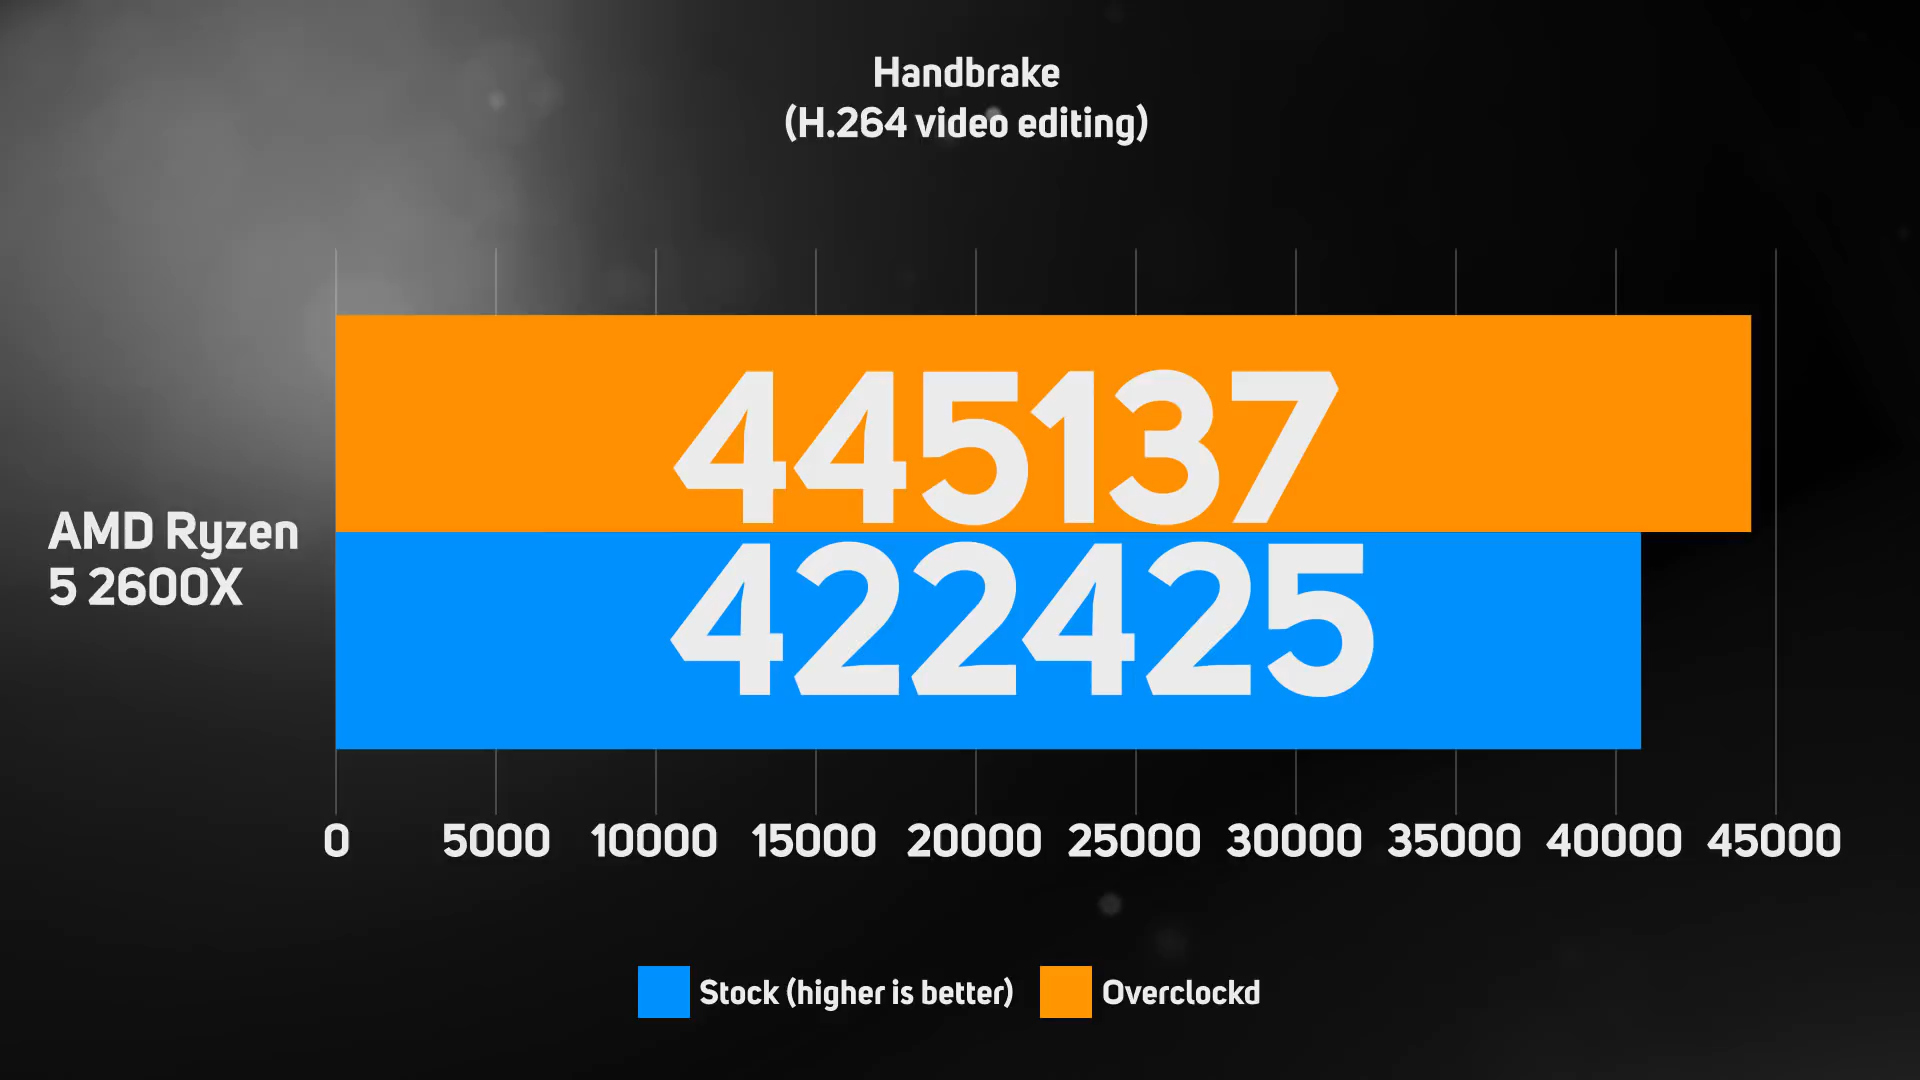 Handbrake
(H.264 video editing)
445137
AMD Ryzen
5 2600X
422425
0 5000 10000 15000 20000 25000 30000 35000 40000 45000
Stock (higher is better) Overclockd